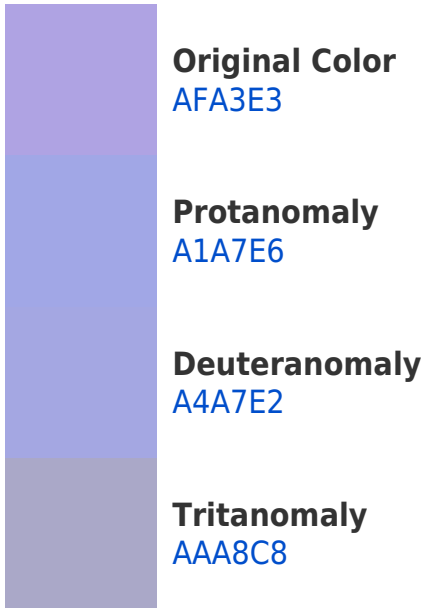 Original Color
AFA3E3
Protanomaly
A1A7E6
Deuteranomaly
A4A7E2
Tritanomaly
AAA8C8